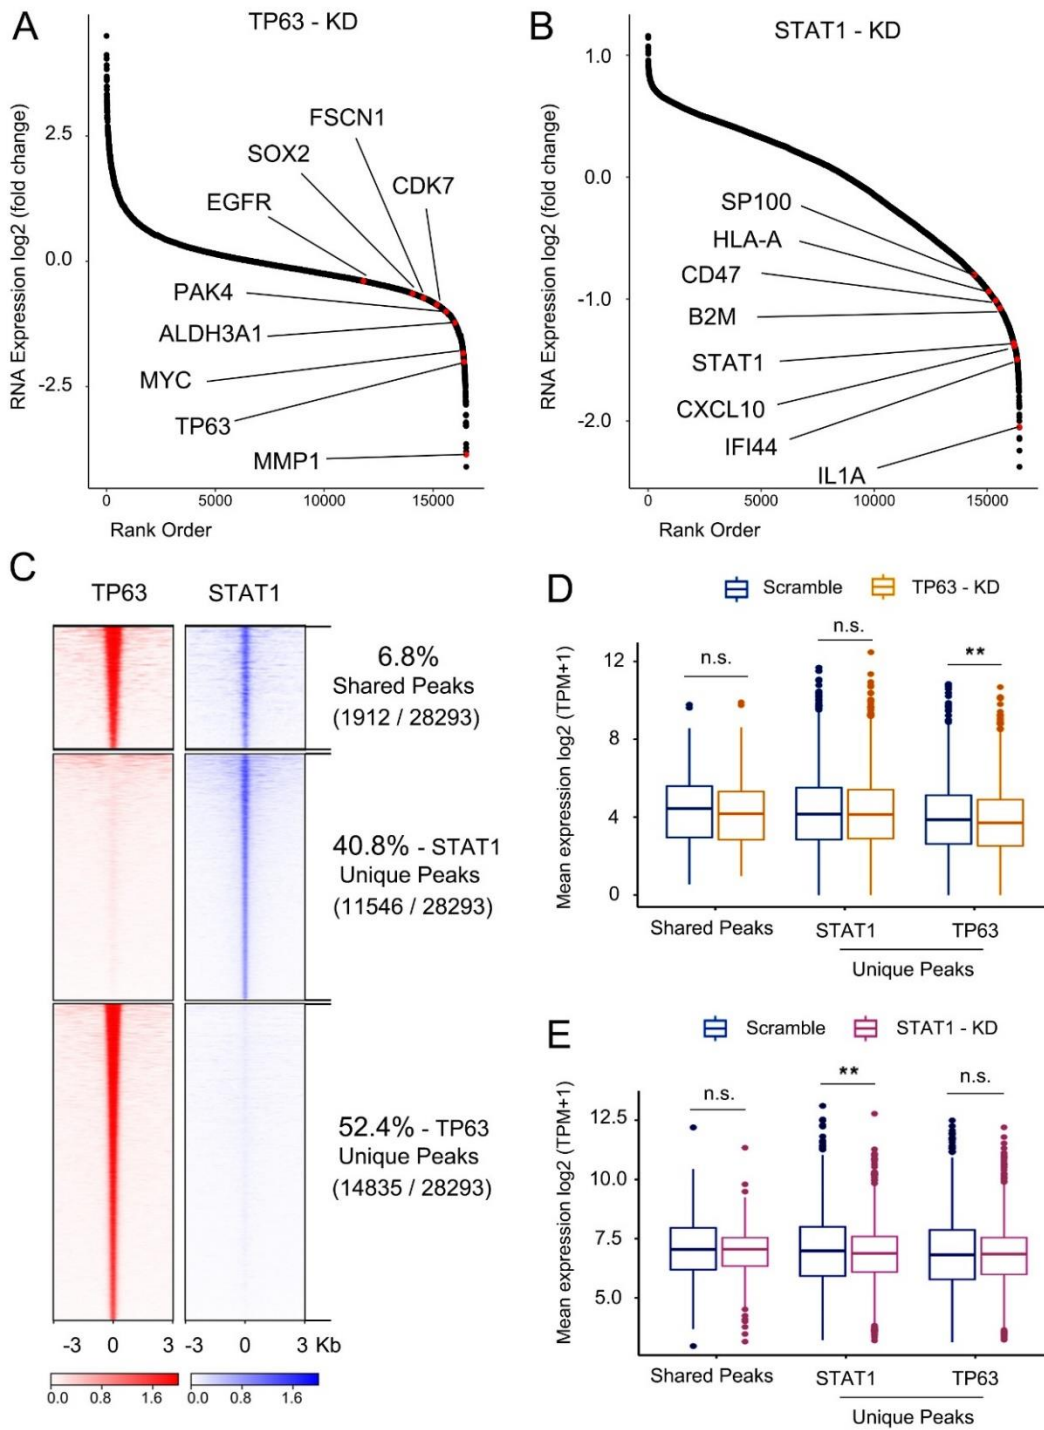 A
TP63 - KD
RNA Expression log2 (fold change)
2.5
0.0
-2.5
FSCN1
SOX2
CDK7
EGFR
PAK4
ALDH3A1
MYC
TP63
MMP1
0
5000
10000
15000
Rank Order
B
STAT1 - KD
RNA Expression log2 (fold change)
1.0
0.0
-1.0
-2.0
SP100
HLA-A
CD47
B2M
STAT1
CXCL10
IFI44
IL1A
0
5000
10000
15000
Rank Order
C
TP63
STAT1
6.8%
Shared Peaks
(1912 / 28293)
40.8% - STAT1
Unique Peaks
(11546 / 28293)
52.4% - TP63
Unique Peaks
(14835 / 28293)
-3 0 3
-3 0 3 Kb
0.0 0.8 1.6
0.0 0.8 1.6
D
Scramble
TP63 - KD
Mean expression log2 (TPM+1)
12
8
4
0
n.s.
n.s.
**
Shared Peaks
STAT1
TP63
Unique Peaks
E
Scramble
STAT1 - KD
Mean expression log2 (TPM+1)
12.5
10.0
7.5
5.0
n.s.
**
n.s.
Shared Peaks
STAT1
TP63
Unique Peaks